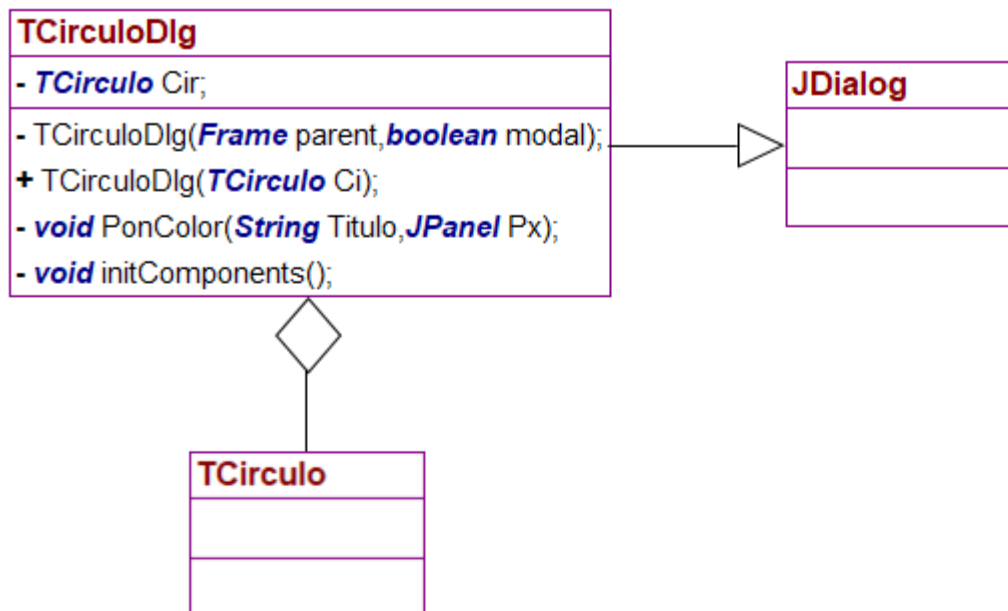 TCirculoDlg
- TCirculo Cir;
- TCirculoDlg(Frame parent,boolean modal);
+ TCirculoDlg(TCirculo Ci);
- void PonColor(String Titulo,JPanel Px);
- void initComponents();
JDialog
TCirculo